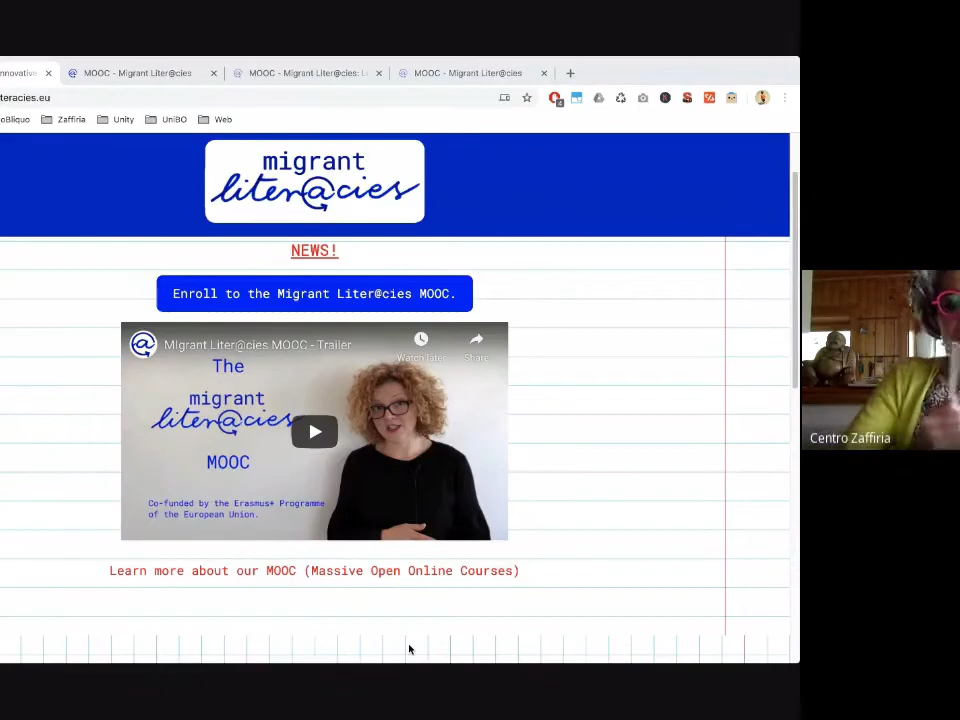 nnovative
MOOC - Migrant Liter@cies
MOOC - Migrant Liter@cies: L
MOOC - Migrant Liter@cies
teracies.eu
oBliquo
Zaffiria
Unity
UniBO
Web
migrant
liter@cies
NEWS!
Enroll to the Migrant Liter@cies MOOC.
MIgrant Liter@cies MOOC - Trailer
Watch later
Share
The
migrant
liter@cies
MOOC
Co-funded by the Erasmus+ Programme
of the European Union.
Learn more about our MOOC (Massive Open Online Courses)
Centro Zaffiria